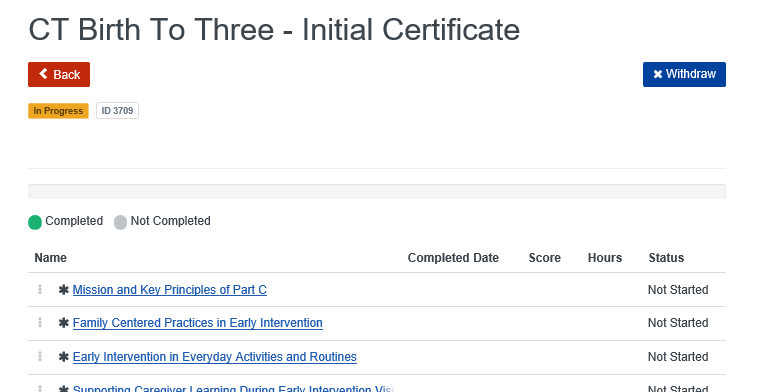 CT Birth To Three - Initial Certificate
Back
Withdraw
In Progress ID 3709
Completed Not Completed
Name Completed Date Score Hours Status
✱ Mission and Key Principles of Part C Not Started
✱ Family Centered Practices in Early Intervention Not Started
✱ Early Intervention in Everyday Activities and Routines Not Started
✱ Supporting Caregiver Learning During Early Intervention Not Started